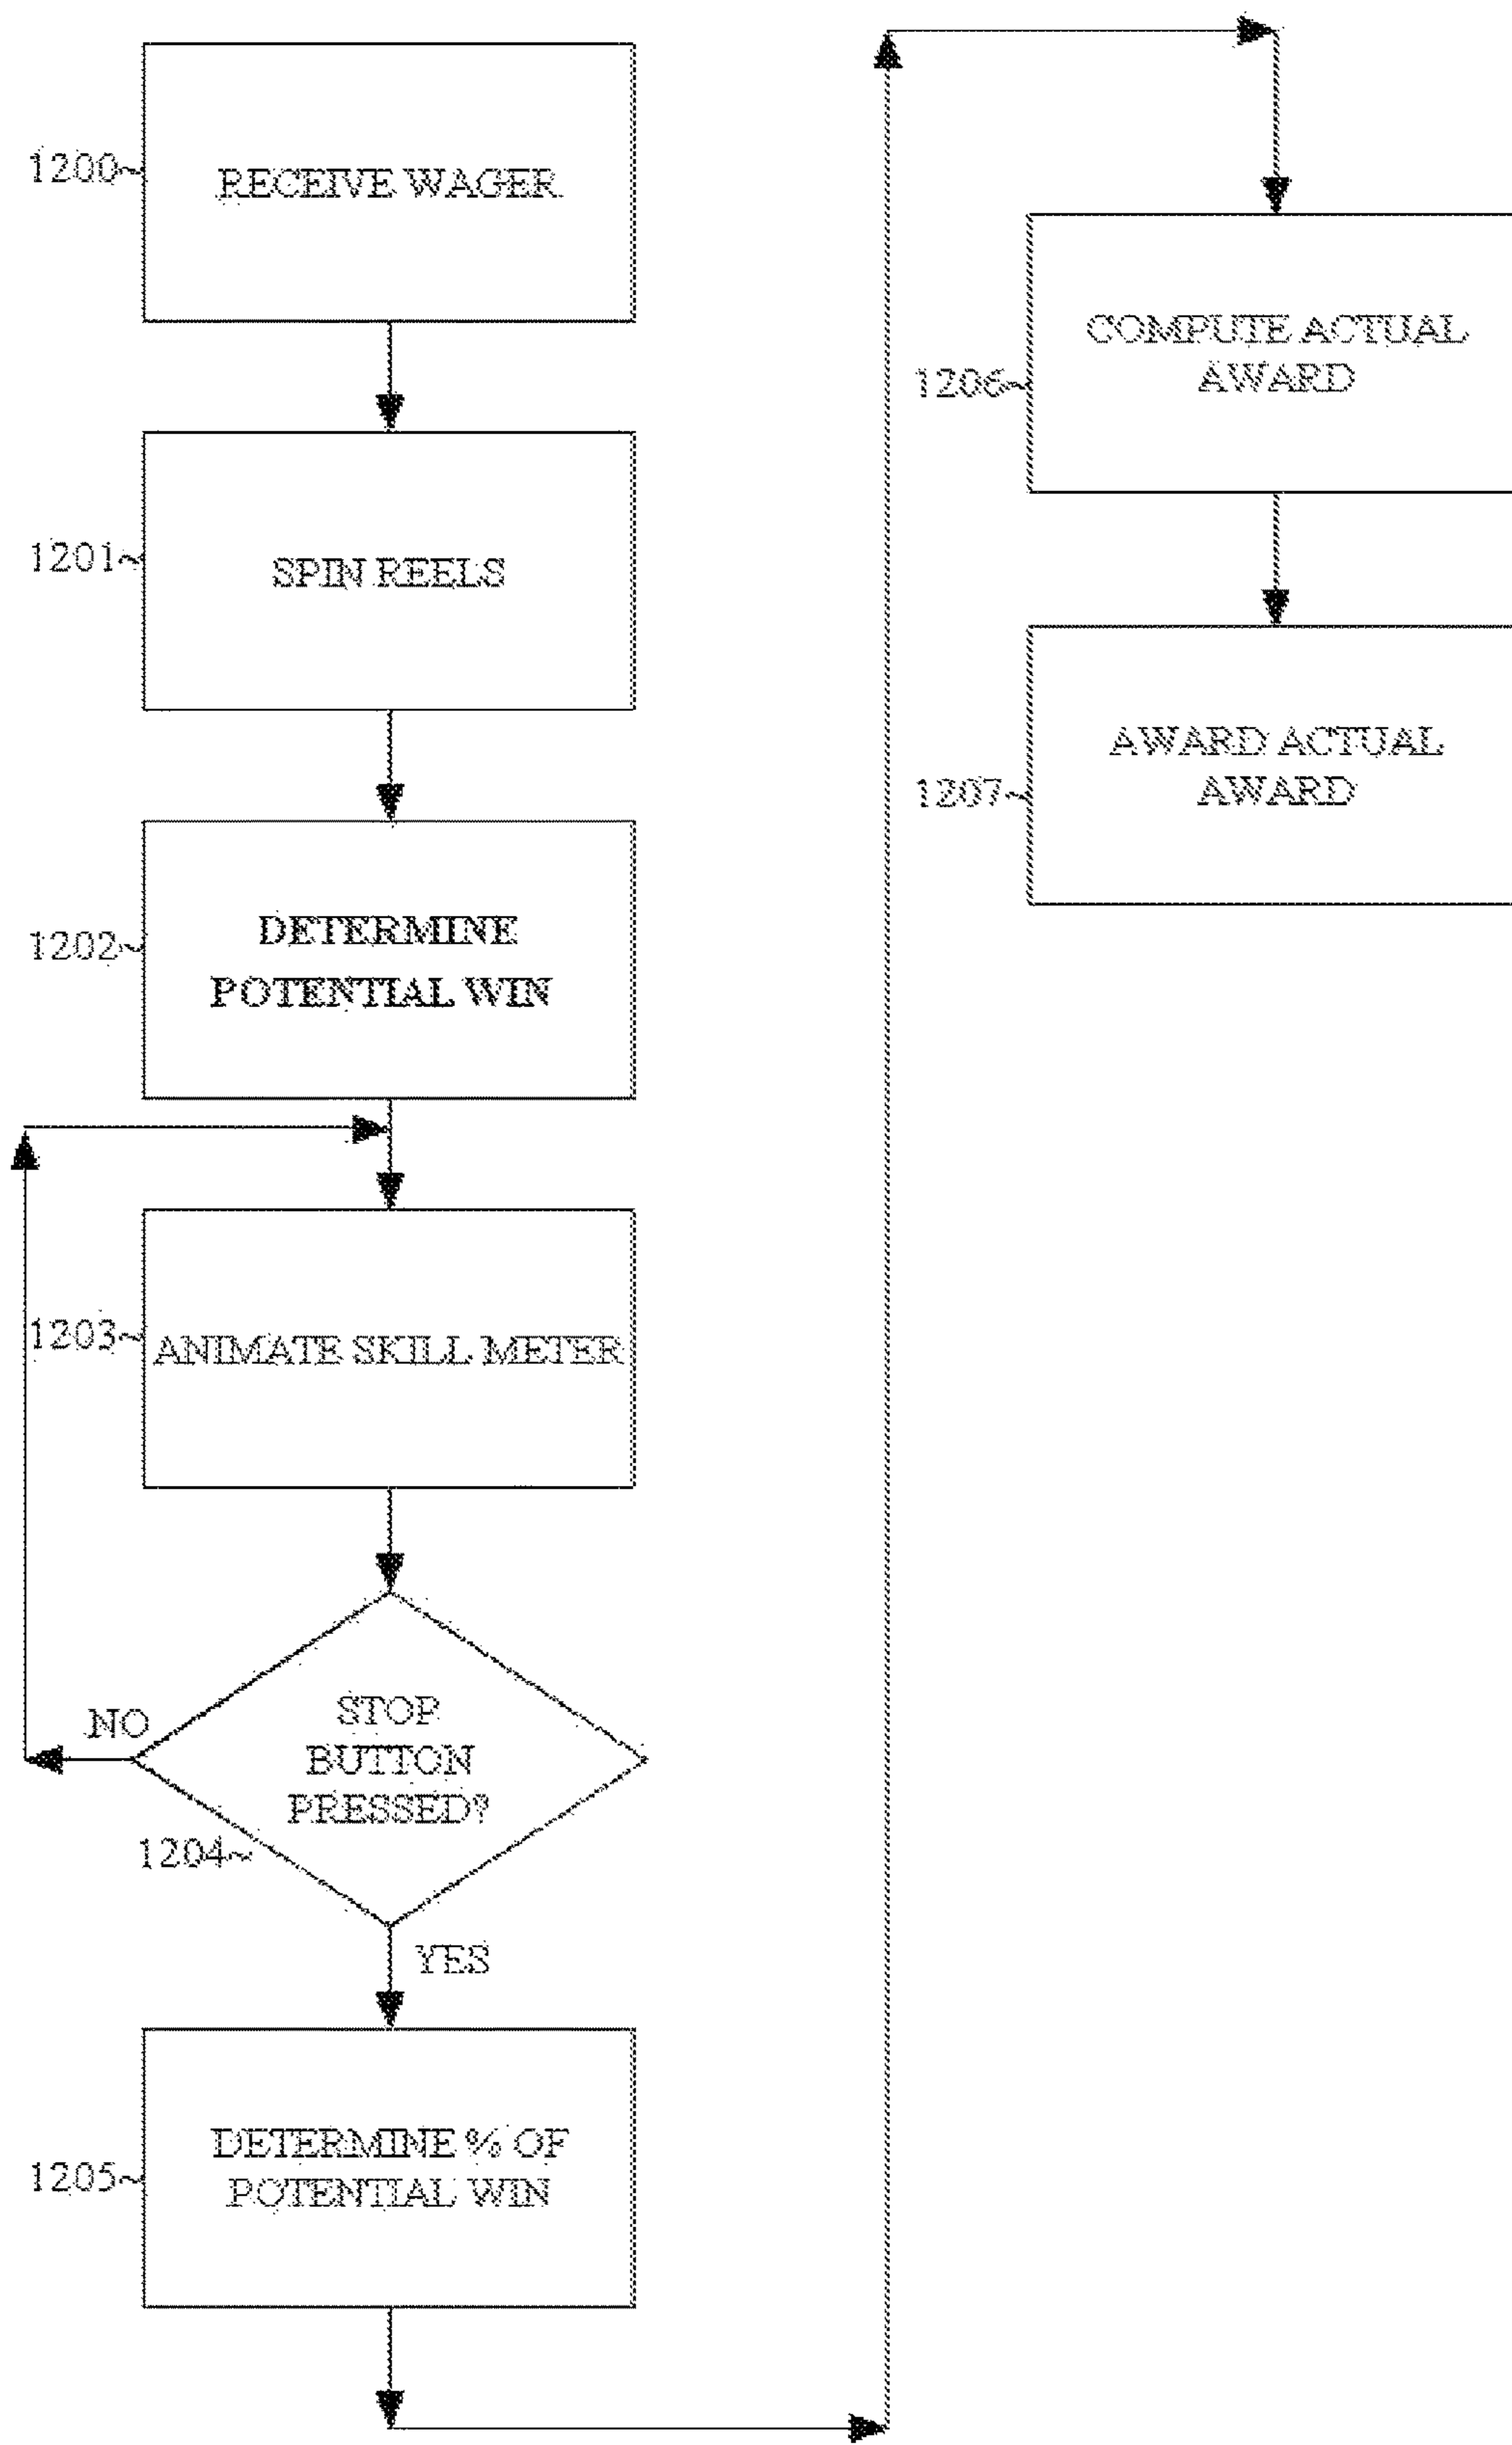 1200~
RECEIVE WAGER
1201~
SPIN REELS
1202~
DETERMINE
POTENTIAL WIN
1203~
ANIMATE SKILL METER
STOP
BUTTON
PRESSED?
NO
1204~
YES
1205~
DETERMINE % OF
POTENTIAL WIN
1206~
COMPUTE ACTUAL
AWARD
1207~
AWARD ACTUAL
AWARD